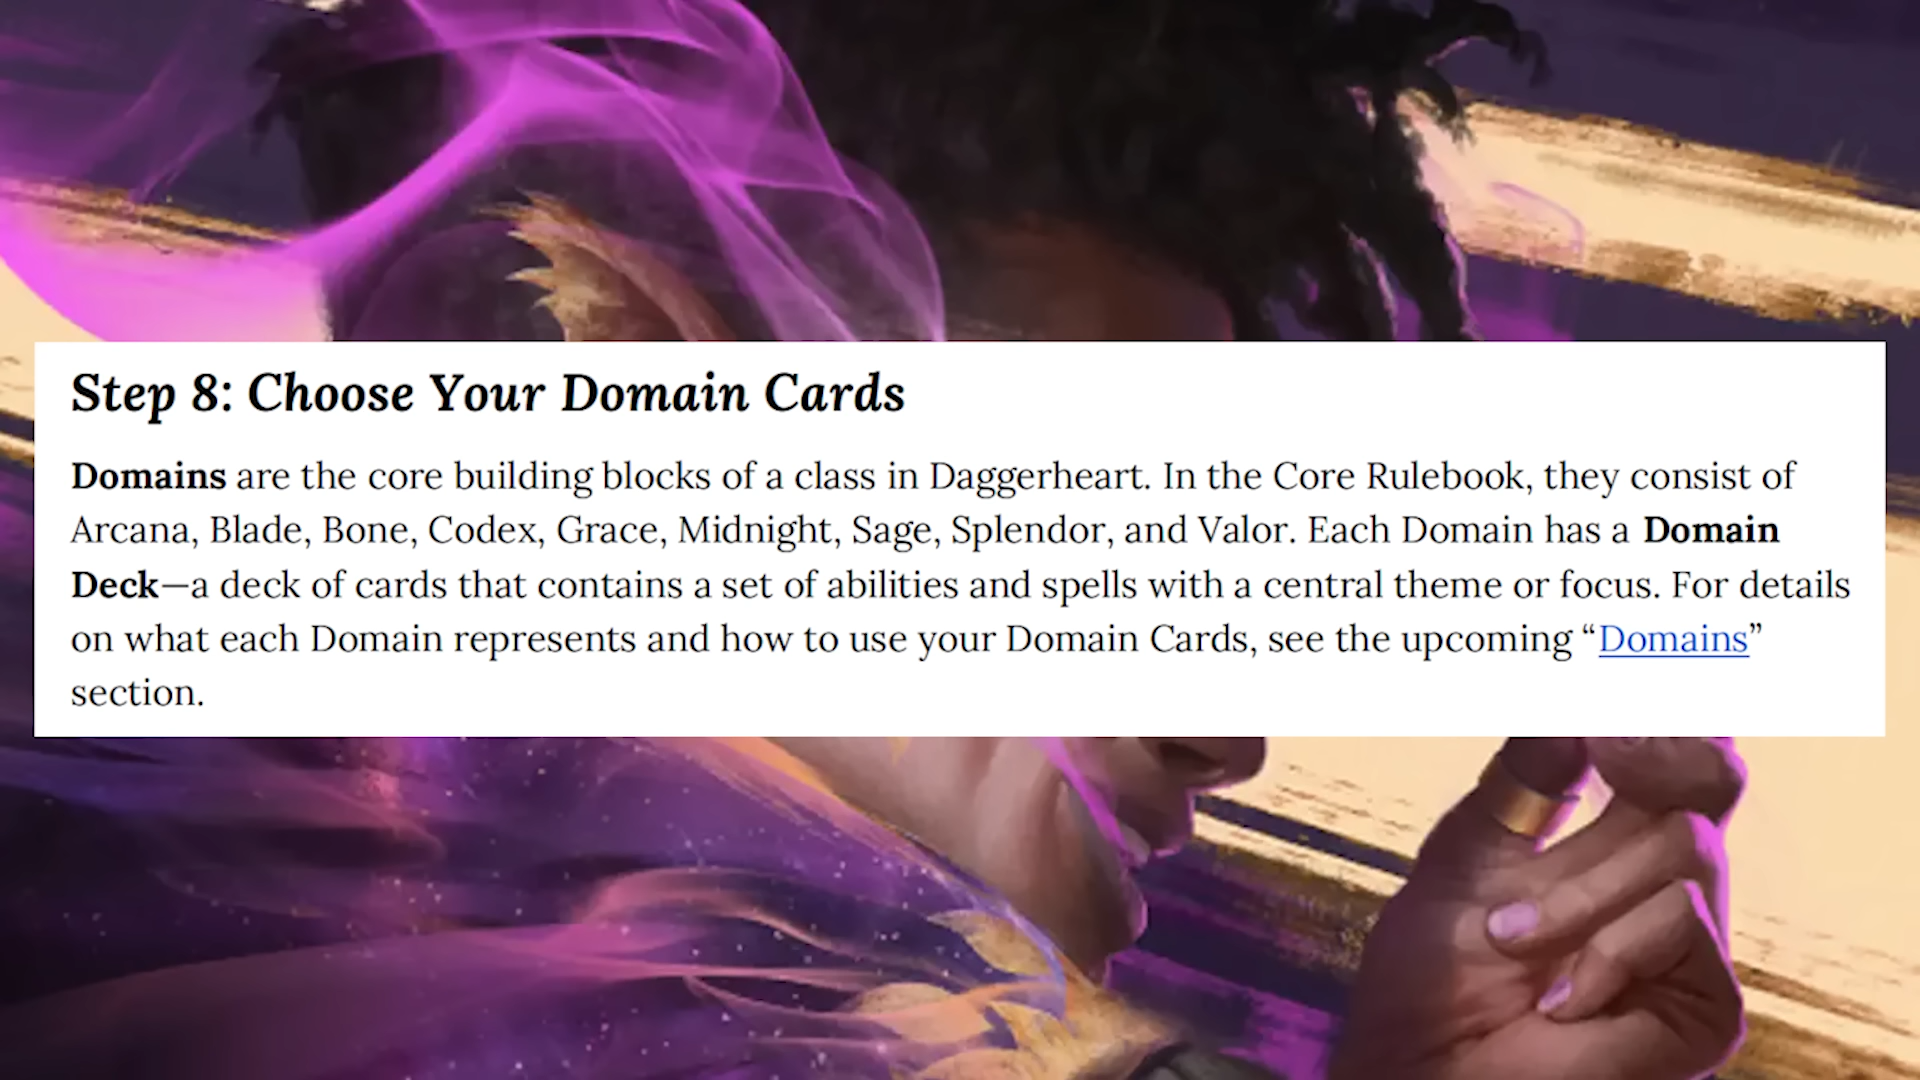 Step 8: Choose Your Domain Cards
Domains are the core building blocks of a class in Daggerheart. In the Core Rulebook, they consist of
Arcana, Blade, Bone, Codex, Grace, Midnight, Sage, Splendor, and Valor. Each Domain has a Domain
Deck—a deck of cards that contains a set of abilities and spells with a central theme or focus. For details
on what each Domain represents and how to use your Domain Cards, see the upcoming “Domains”
section.